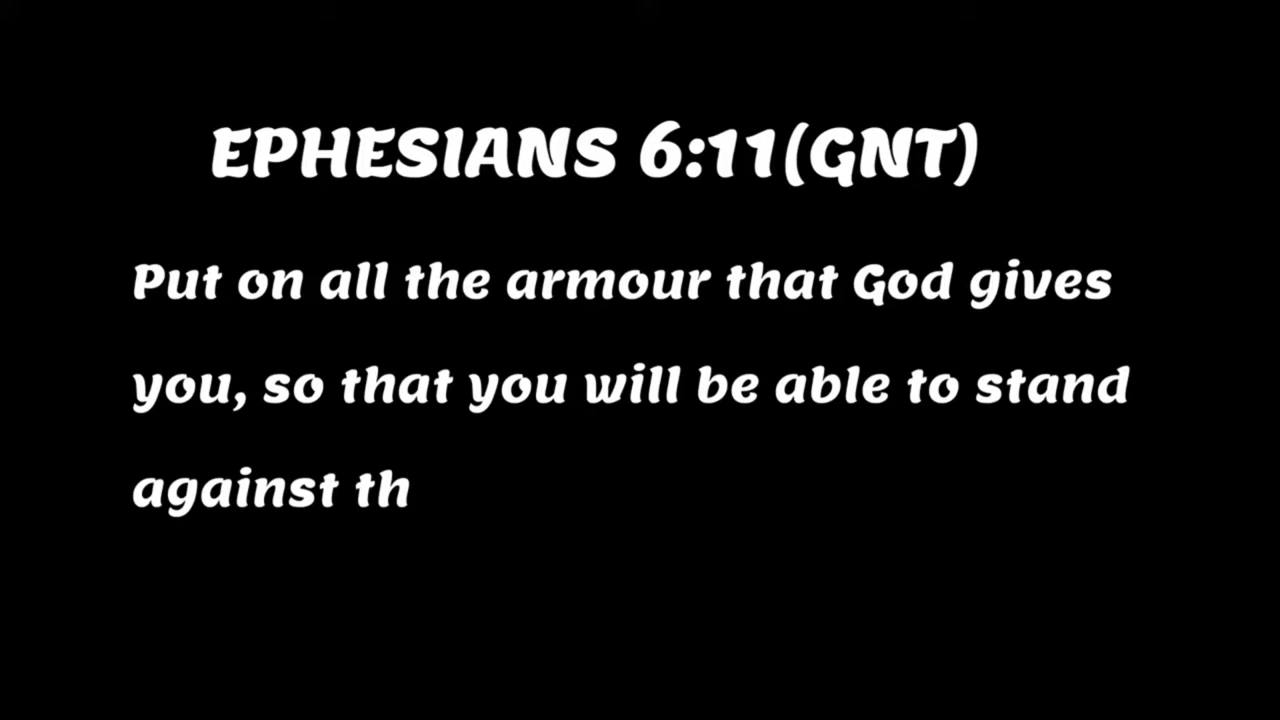 EPHESIANS 6:11(GNT)
Put on all the armour that God gives
you, so that you will be able to stand
against th